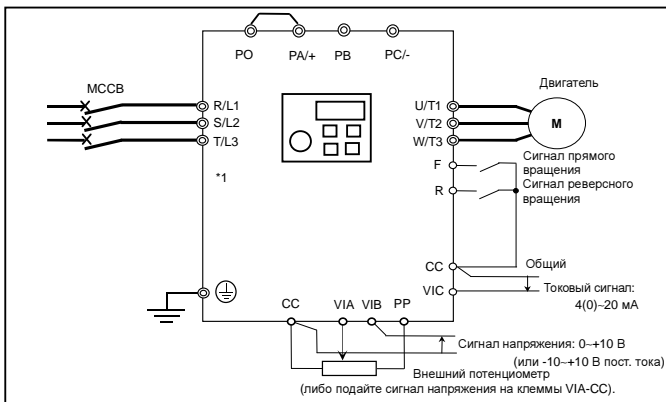 PO PA/+ PB PC/-
MCCB
Двигатель
R/L1
S/L2
T/L3
*1
U/T1
V/T2
W/T3
M
F
Сигнал прямого
вращения
R
Сигнал реверсного
вращения
CC
Общий
VIC
Токовый сигнал:
4(0)~20 мА
CC VIA VIB PP
Сигнал напряжения: 0~+10 В
(или -10~+10 В пост. тока)
Внешний потенциометр
(либо подайте сигнал напряжения на клеммы VIA-CC).